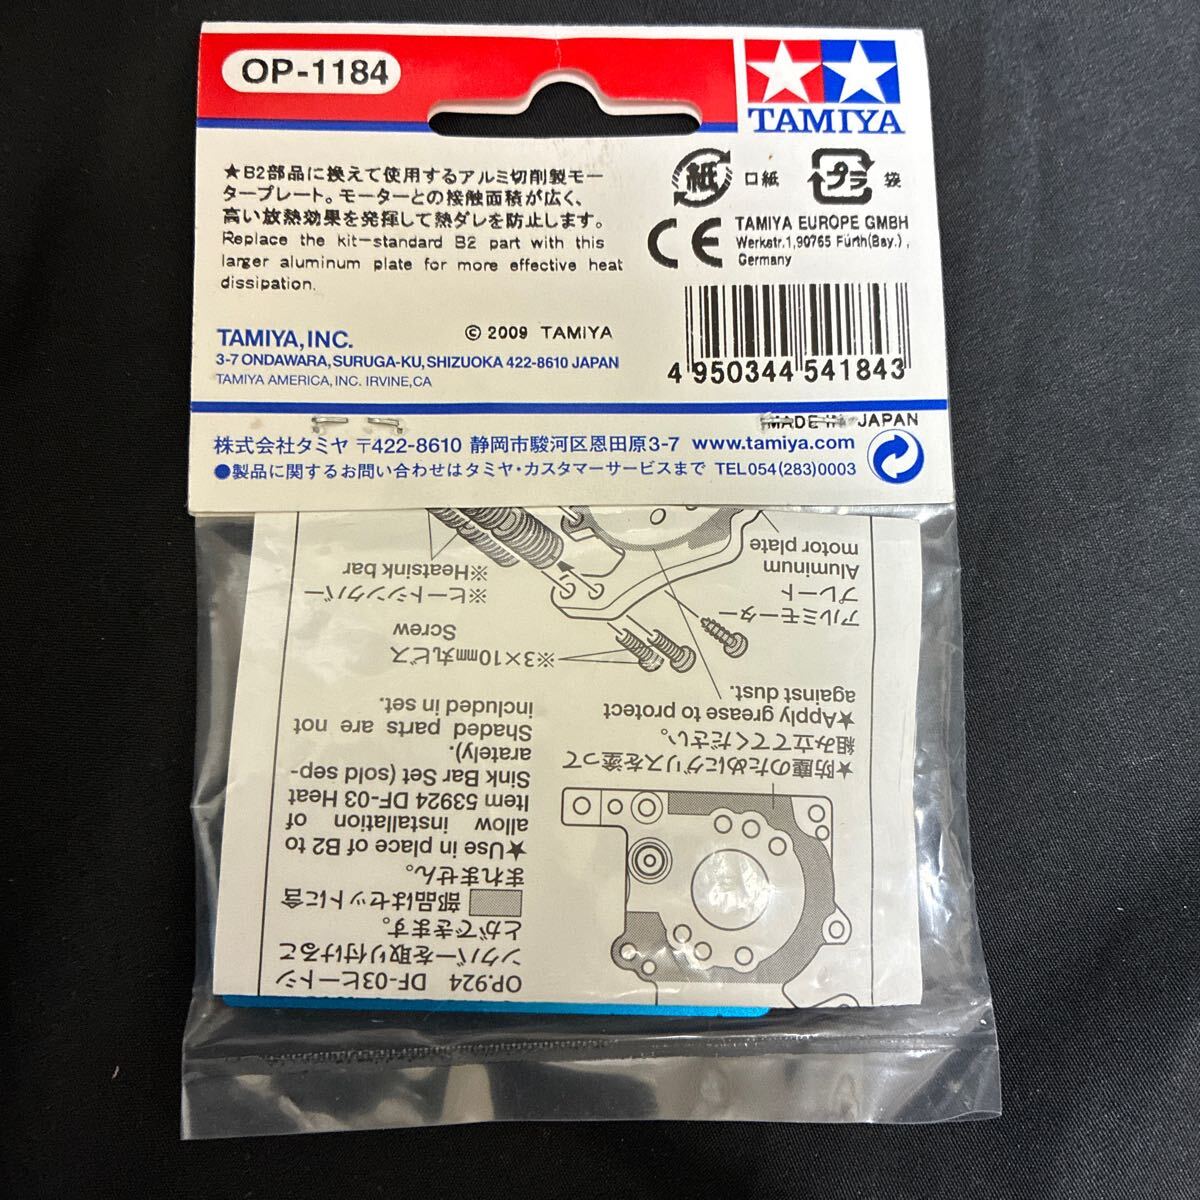 OP-1184
TAMIYA
★B2部品に換えて使用するアルミ切削製モー
タープレート。モーターとの接触面積が広く、
高い放熱効果を発揮して熱ダレを防止します。
Replace the kit-standard B2 part with this
larger aluminum plate for more effective heat
dissipation.
紙 口紙 プラ 袋
CE
TAMIYA EUROPE GMBH
Werkstr.1,90765 Fürth(Bay.),
Germany
TAMIYA,INC.
© 2009 TAMIYA
3-7 ONDAWARA,SURUGA-KU,SHIZUOKA 422-8610 JAPAN
TAMIYA AMERICA,INC. IRVINE,CA
4 950344 541843
MADE IN JAPAN
株式会社タミヤ 〒422-8610 静岡市駿河区恩田原3-7 www.tamiya.com
●製品に関するお問い合わせはタミヤ・カスタマーサービスまで TEL054(283)0003
OP.924 DF-03ヒートシ
ンクバーを取り付けるこ
とができます。
部品はセットに含
まれません。
★Use in place of B2 to
allow installation of
Item 53924 DF-03 Heat
Sink Bar Set (sold sep-
arately).
Shaded parts are not
included in set.
★防塵のためにグリスを塗って
組み立ててください。
★Apply grease to protect
against dust.
※3×10mm丸ビス
Screw
※ヒートシンクバー
※Heatsink bar
アルミモーター
プレート
Aluminum
motor plate